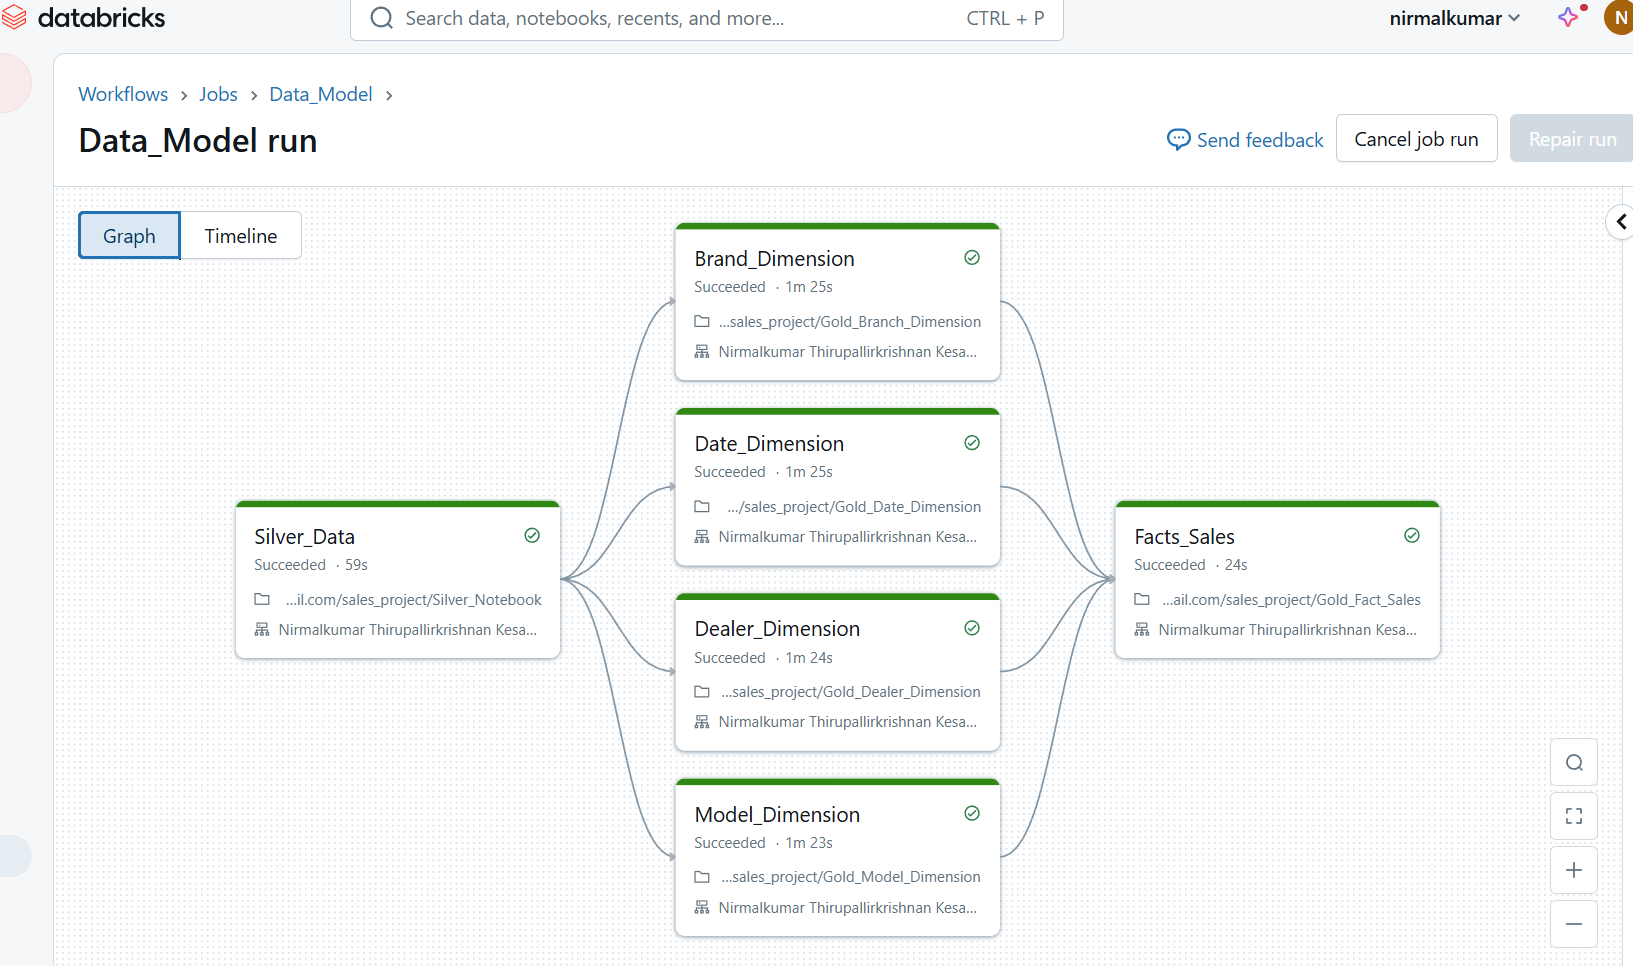 databricks
Search data, notebooks, recents, and more...
CTRL + P
nirmalkumar
N
Workflows > Jobs > Data_Model >
Data_Model run
Send feedback
Cancel job run
Repair run
Graph
Timeline
Brand_Dimension
Succeeded · 1m 25s
...sales_project/Gold_Branch_Dimension
Nirmalkumar Thirupallirkrishnan Kesa...
Date_Dimension
Succeeded · 1m 25s
.../sales_project/Gold_Date_Dimension
Nirmalkumar Thirupallirkrishnan Kesa...
Silver_Data
Succeeded · 59s
...il.com/sales_project/Silver_Notebook
Nirmalkumar Thirupallirkrishnan Kesa...
Facts_Sales
Succeeded · 24s
...ail.com/sales_project/Gold_Fact_Sales
Nirmalkumar Thirupallirkrishnan Kesa...
Dealer_Dimension
Succeeded · 1m 24s
...sales_project/Gold_Dealer_Dimension
Nirmalkumar Thirupallirkrishnan Kesa...
Model_Dimension
Succeeded · 1m 23s
...sales_project/Gold_Model_Dimension
Nirmalkumar Thirupallirkrishnan Kesa...